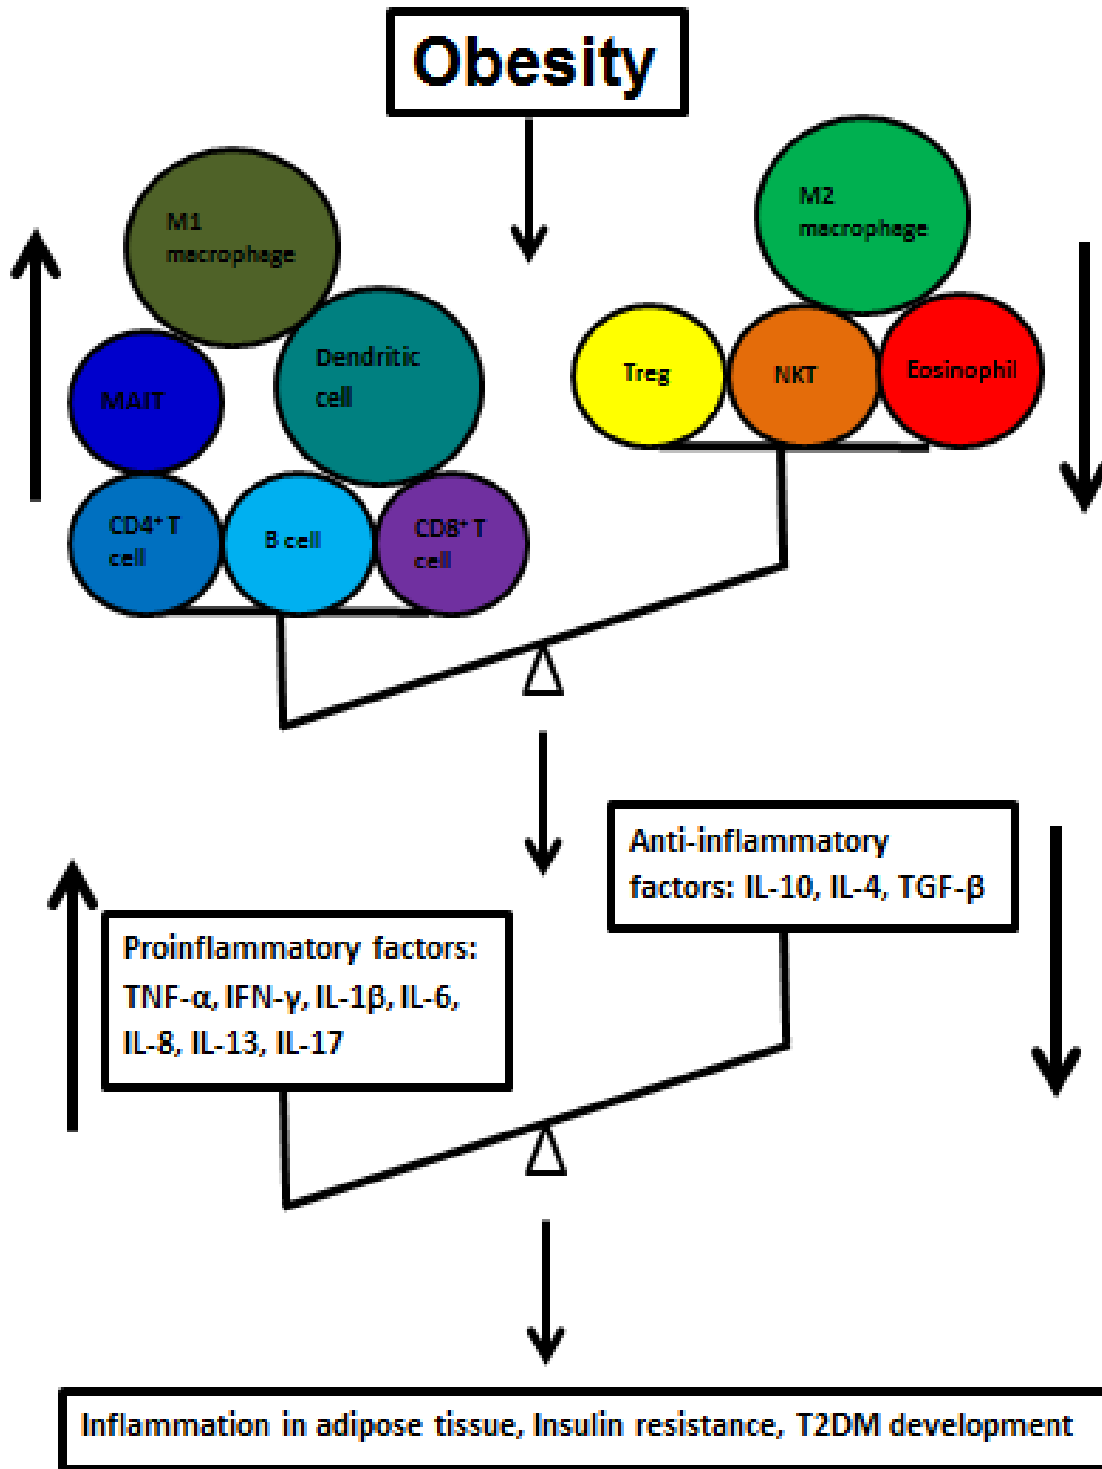 Obesity
M1
macrophage
M2
macrophage
MAIT
Dendritic
cell
Treg
NKT
Eosinophil
CD4⁺ T
cell
B cell
CD8⁺ T
cell
Anti-inflammatory
factors: IL-10, IL-4, TGF-β
Proinflammatory factors:
TNF-α, IFN-γ, IL-1β, IL-6,
IL-8, IL-13, IL-17
Inflammation in adipose tissue, Insulin resistance, T2DM development